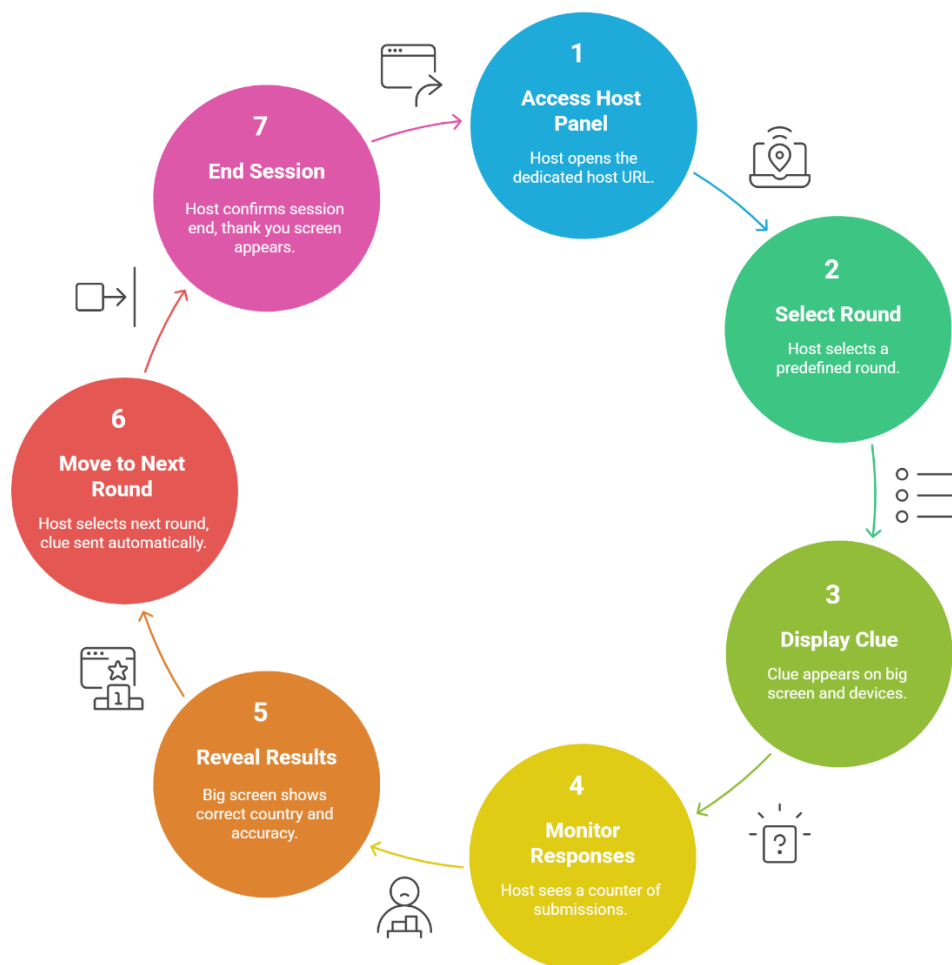 1
Access Host
Panel
Host opens the
dedicated host URL.
2
Select Round
Host selects a
predefined round.
3
Display Clue
Clue appears on big
screen and devices.
4
Monitor
Responses
Host sees a counter of
submissions.
5
Reveal Results
Big screen shows
correct country and
accuracy.
1
6
Move to Next
Round
Host selects next round,
clue sent automatically.
7
End Session
Host confirms session
end, thank you screen
appears.
?